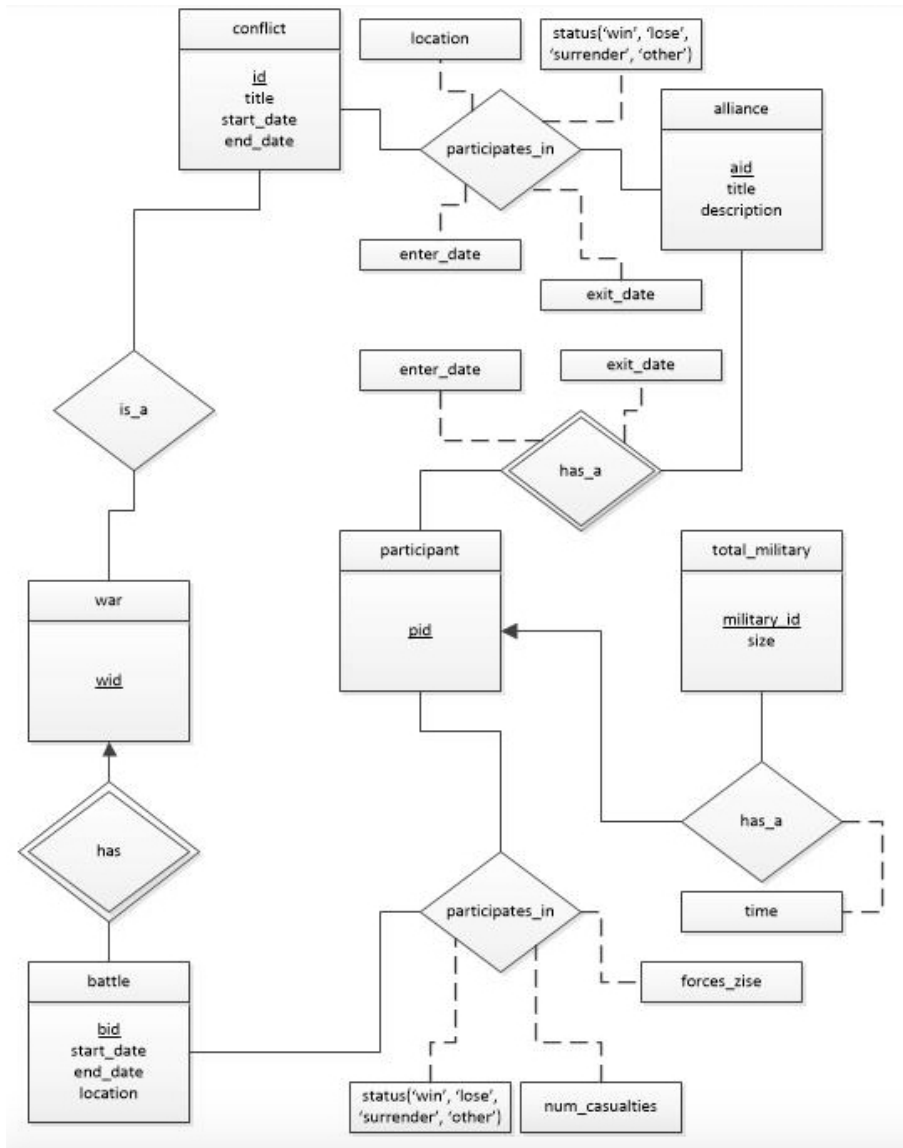 conflict
id
title
start_date
end_date
location
status('win', 'lose',
'surrender', 'other')
participates_in
alliance
aid
title
description
enter_date
exit_date
enter_date
exit_date
is_a
has_a
participant
pid
total_military
military_id
size
war
wid
has
has_a
time
participates_in
forces_zise
battle
bid
start_date
end_date
location
status('win', 'lose',
'surrender', 'other')
num_casualties